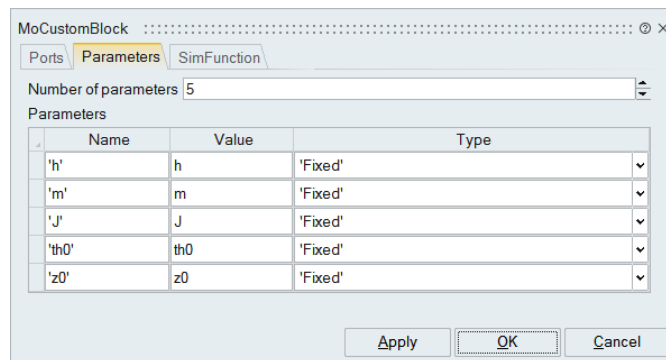 MoCustomBlock
Ports Parameters SimFunction
Number of parameters 5
Parameters
Name Value Type
'h' h 'Fixed'
'm' m 'Fixed'
'J' J 'Fixed'
'th0' th0 'Fixed'
'z0' z0 'Fixed'
Apply OK Cancel